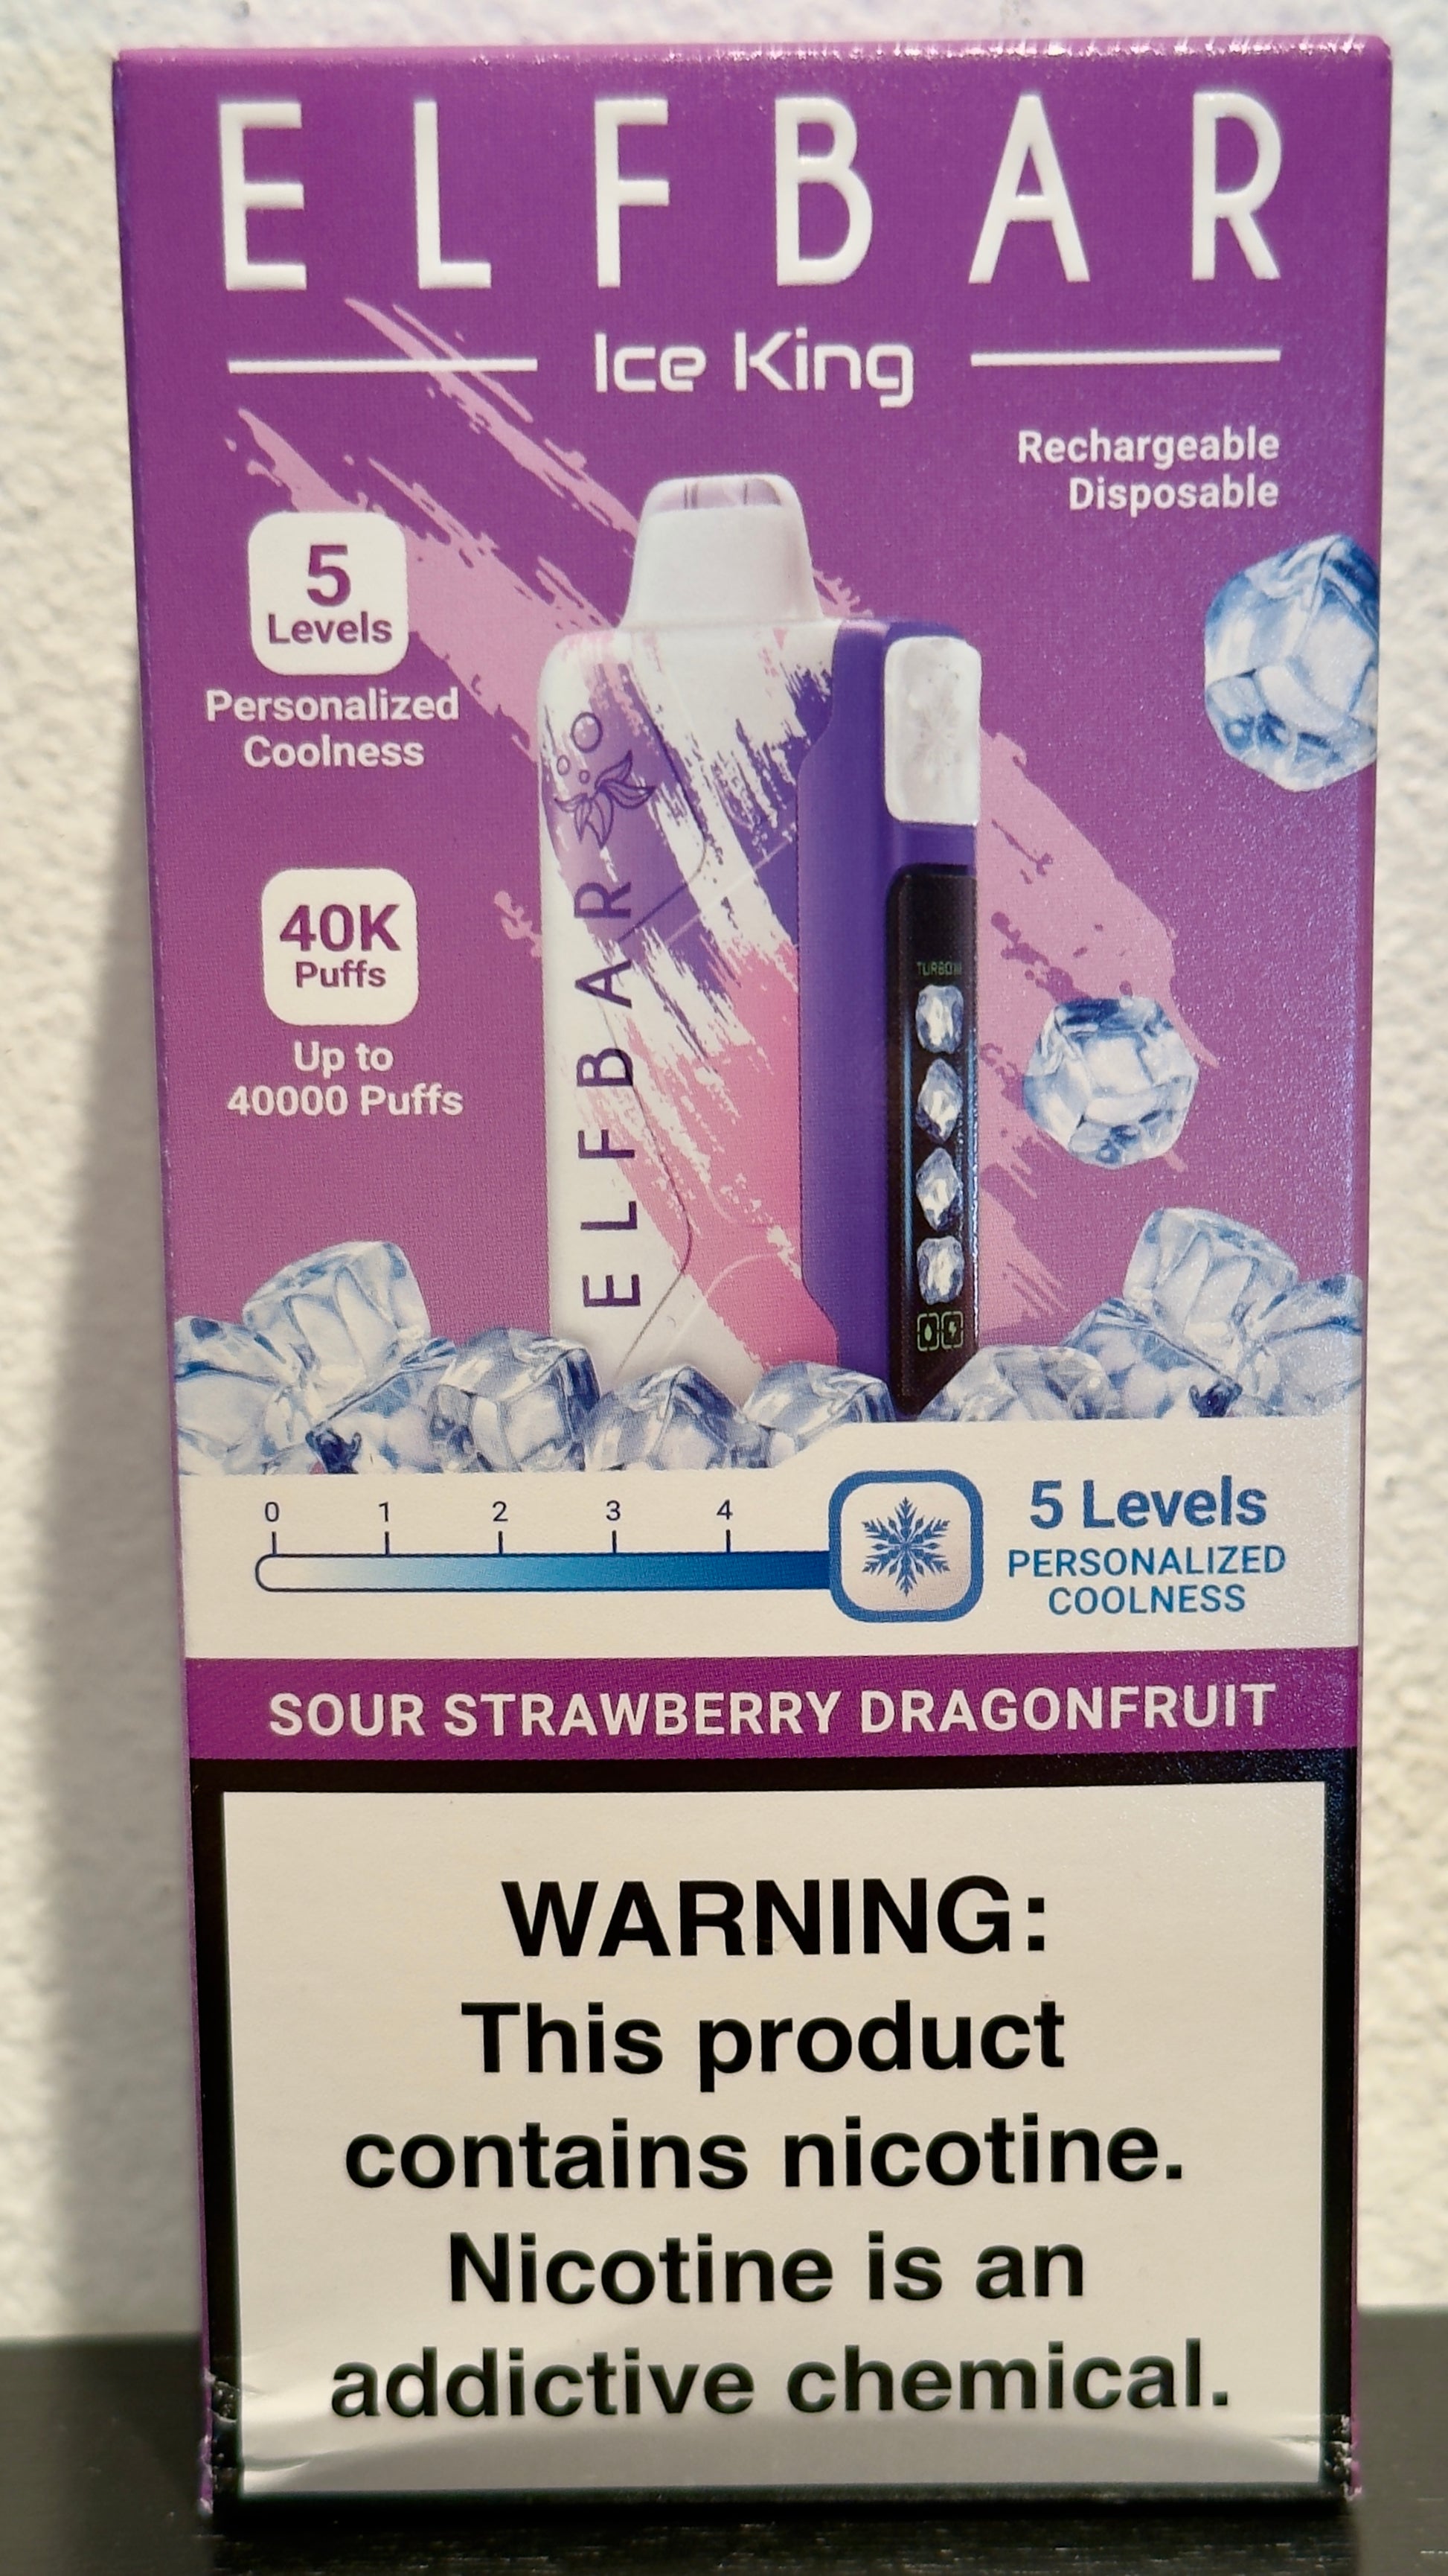 ELFBAR
Ice King
Rechargeable
Disposable
5
Levels
Personalized
Coolness
40K
Puffs
Up to
40000 Puffs
ELFBAR
0 1 2 3 4
5 Levels
PERSONALIZED
COOLNESS
SOUR STRAWBERRY DRAGONFRUIT
WARNING:
This product
contains nicotine.
Nicotine is an
addictive chemical.